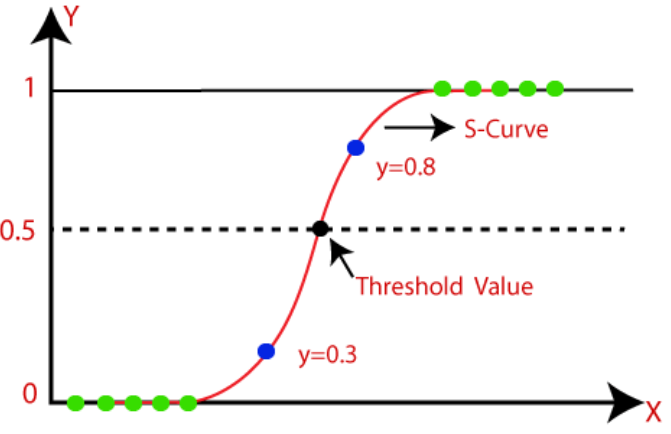 Y
1
S-Curve
y=0.8
0.5
Threshold Value
y=0.3
0
X